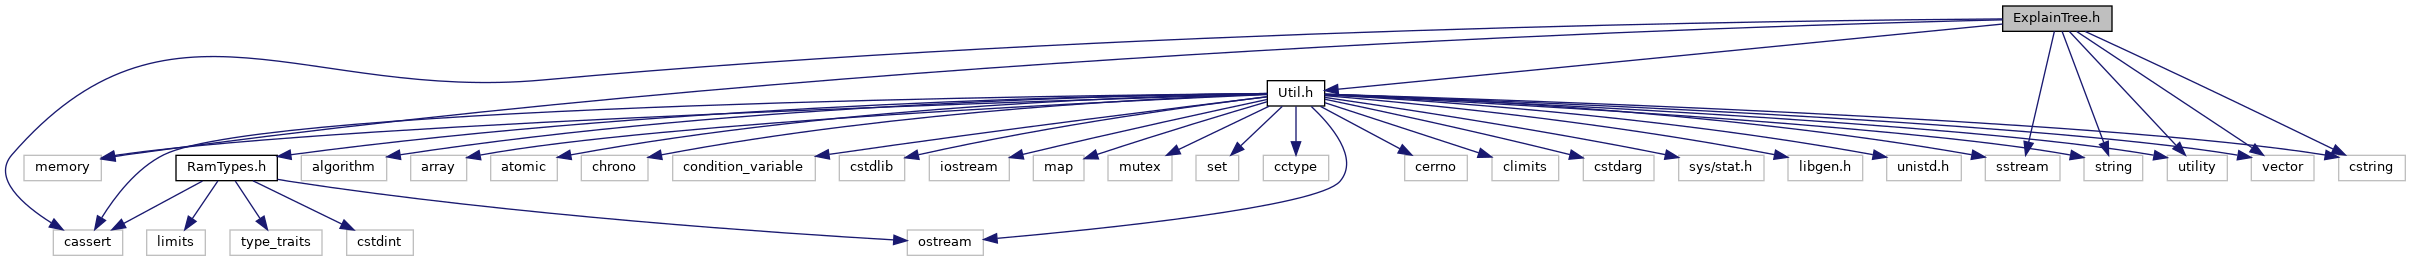 ExplainTree.h
Util.h
memory
RamTypes.h
algorithm
array
atomic
chrono
condition_variable
cstdlib
iostream
map
mutex
set
cctype
cerrno
climits
cstdarg
sys/stat.h
libgen.h
unistd.h
sstream
string
utility
vector
cstring
cassert
limits
type_traits
cstdint
ostream